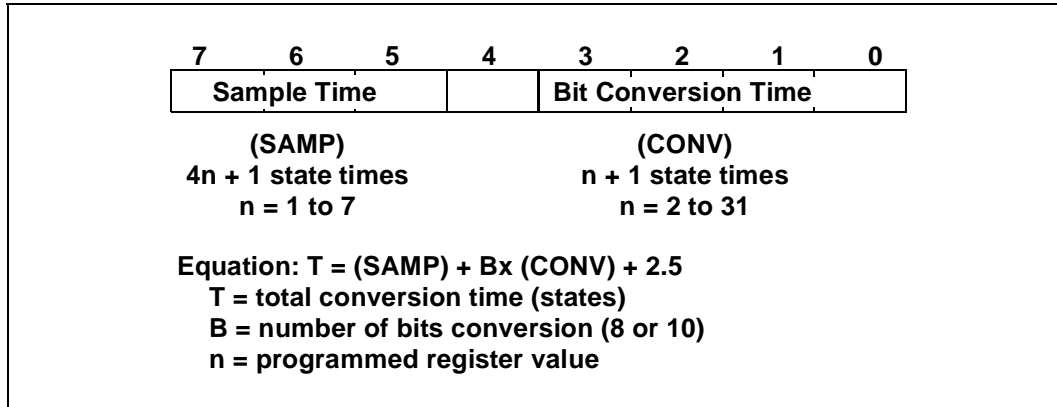 7 6 5 4 3 2 1 0
Sample Time Bit Conversion Time
(SAMP) (CONV)
4n + 1 state times n + 1 state times
n = 1 to 7 n = 2 to 31
Equation: T = (SAMP) + Bx (CONV) + 2.5
T = total conversion time (states)
B = number of bits conversion (8 or 10)
n = programmed register value